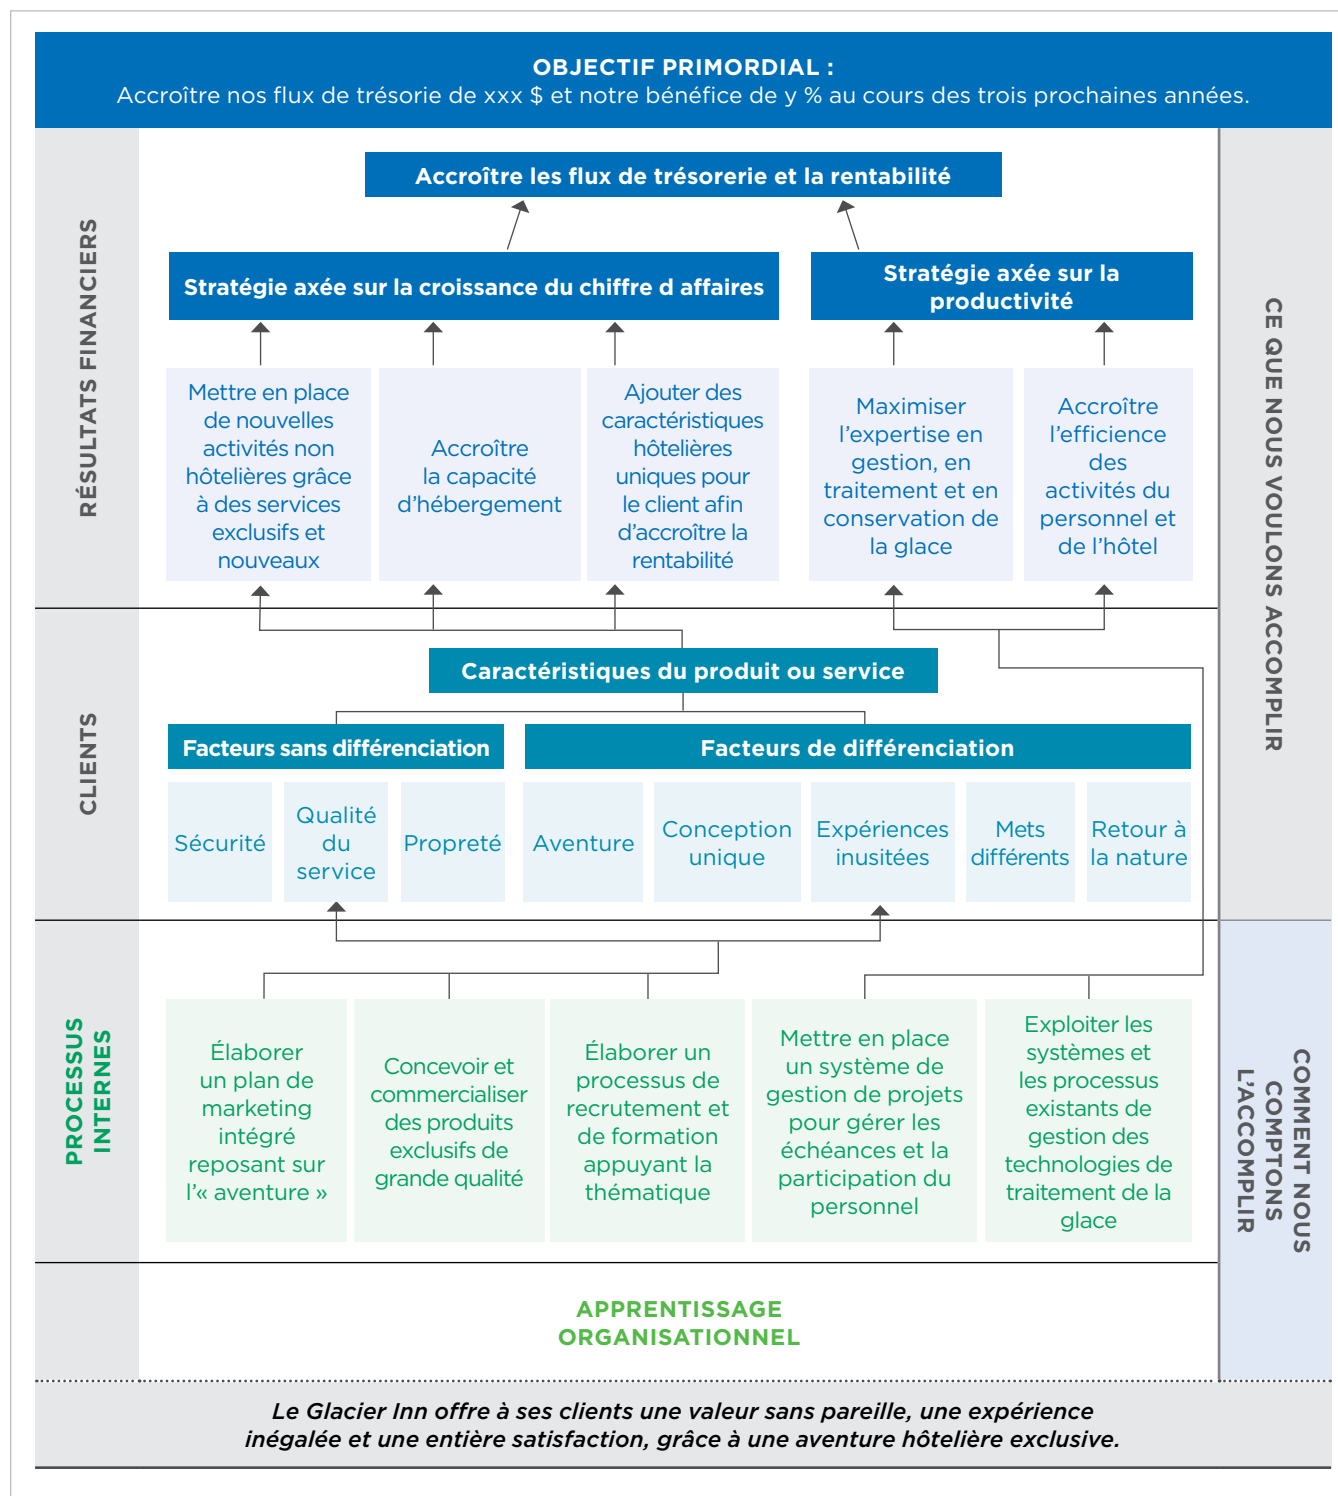 OBJECTIF PRIMORDIAL :
Accroître nos flux de trésorie de xxx $ et notre bénéfice de y % au cours des trois prochaines années.
RÉSULTATS FINANCIERS
CE QUE NOUS VOULONS ACCOMPLIR
Accroître les flux de trésorerie et la rentabilité
Stratégie axée sur la croissance du chiffre d affaires
Stratégie axée sur la
productivité
Mettre en place
de nouvelles
activités non
hôtelières grâce
à des services
exclusifs et
nouveaux
Accroître
la capacité
d’hébergement
Ajouter des
caractéristiques
hôtelières
uniques pour
le client afin
d’accroître la
rentabilité
Maximiser
l’expertise en
gestion, en
traitement et en
conservation de
la glace
Accroître
l’efficience
des
activités du
personnel et
de l’hôtel
CLIENTS
Caractéristiques du produit ou service
Facteurs sans différenciation
Facteurs de différenciation
Sécurité
Qualité
du
service
Propreté
Aventure
Conception
unique
Expériences
inusitées
Mets
différents
Retour à
la nature
PROCESSUS
INTERNES
COMMENT NOUS
COMPTONS
L’ACCOMPLIR
Élaborer
un plan de
marketing
intégré
reposant sur
l’« aventure »
Concevoir et
commercialiser
des produits
exclusifs de
grande qualité
Élaborer un
processus de
recrutement et
de formation
appuyant la
thématique
Mettre en place
un système de
gestion de projets
pour gérer les
échéances et la
participation du
personnel
Exploiter les
systèmes et
les processus
existants de
gestion des
technologies de
traitement de la
glace
APPRENTISSAGE
ORGANISATIONNEL
Le Glacier Inn offre à ses clients une valeur sans pareille, une expérience
inégalée et une entière satisfaction, grâce à une aventure hôtelière exclusive.